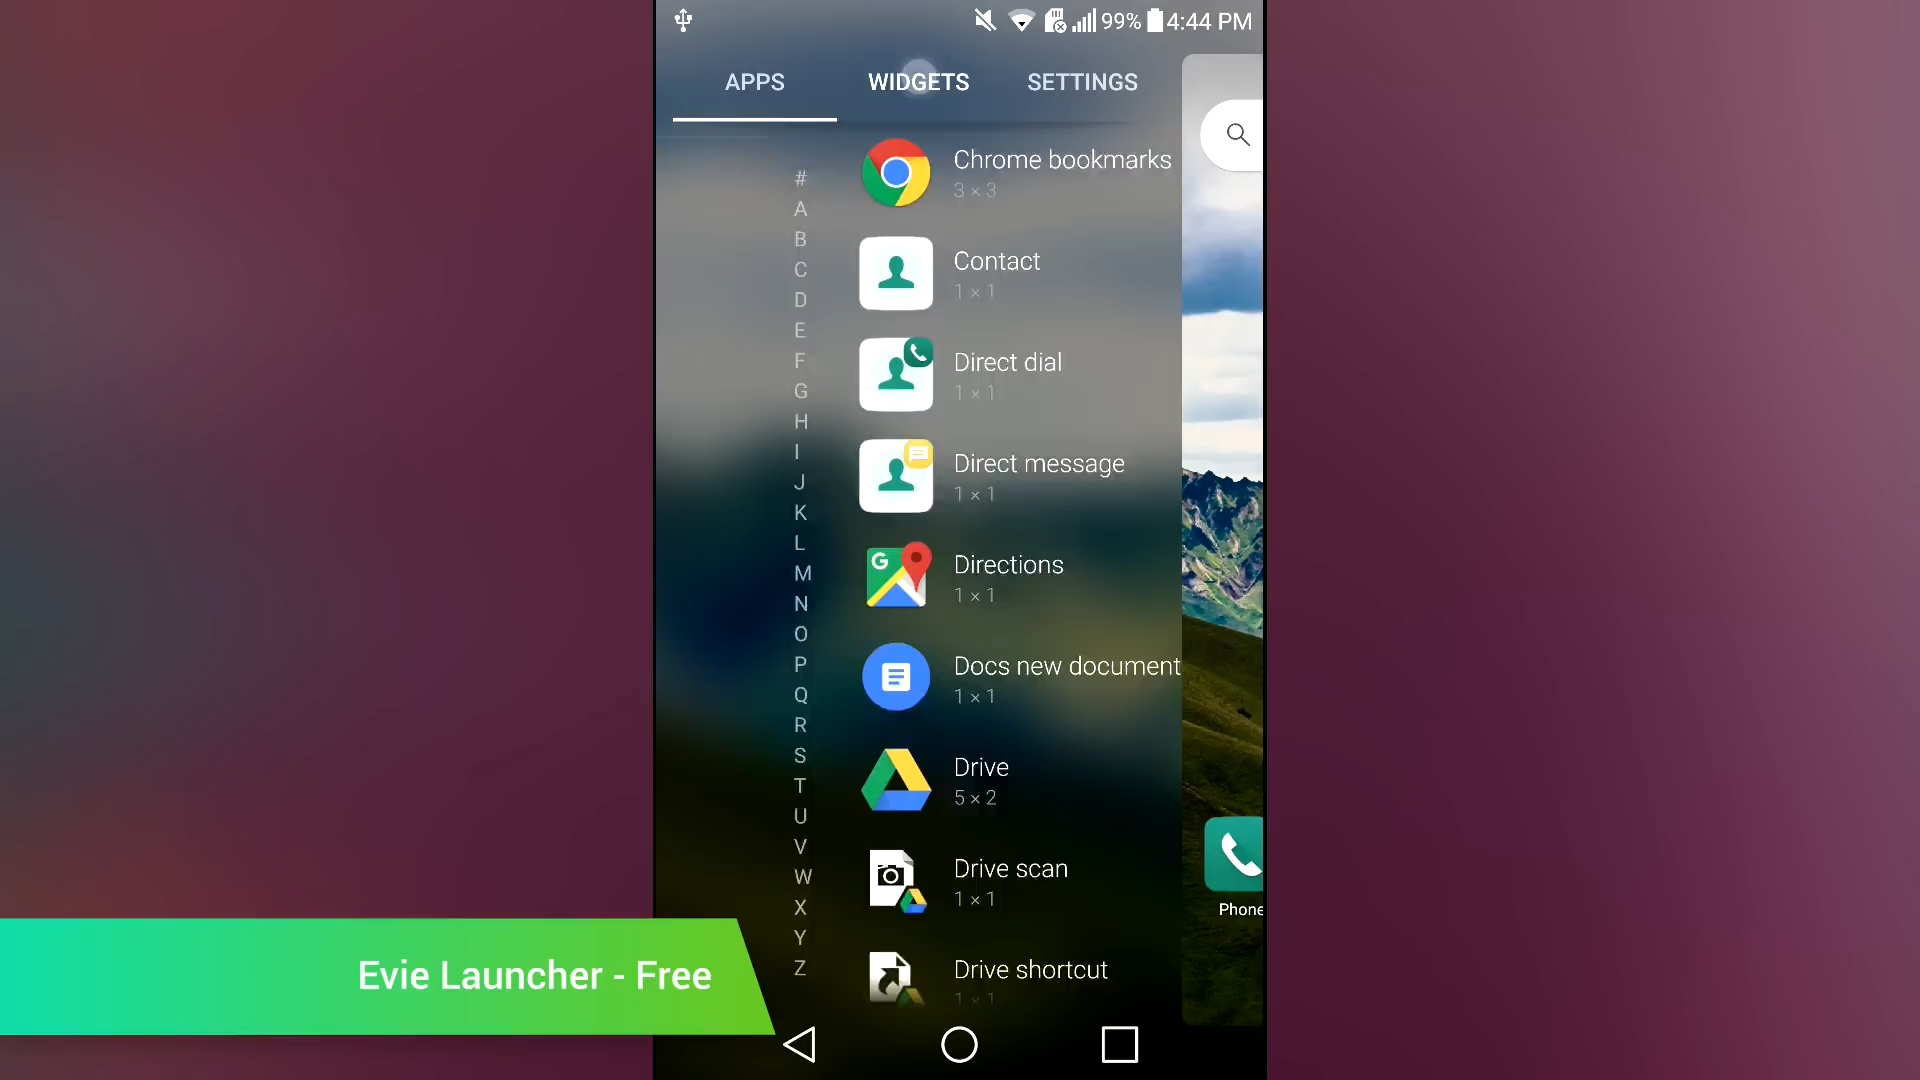 99% 4:44 PM
APPS WIDGETS SETTINGS
#
A
B
C
D
E
F
G
H
I
J
K
L
M
N
O
P
Q
R
S
T
U
V
W
X
Y
Z
Chrome bookmarks
3 × 3
Contact
1 × 1
Direct dial
1 × 1
Direct message
1 × 1
Directions
1 × 1
Docs new document
1 × 1
Drive
5 × 2
Drive scan
1 × 1
Drive shortcut
1 × 1
Phone
Evie Launcher - Free